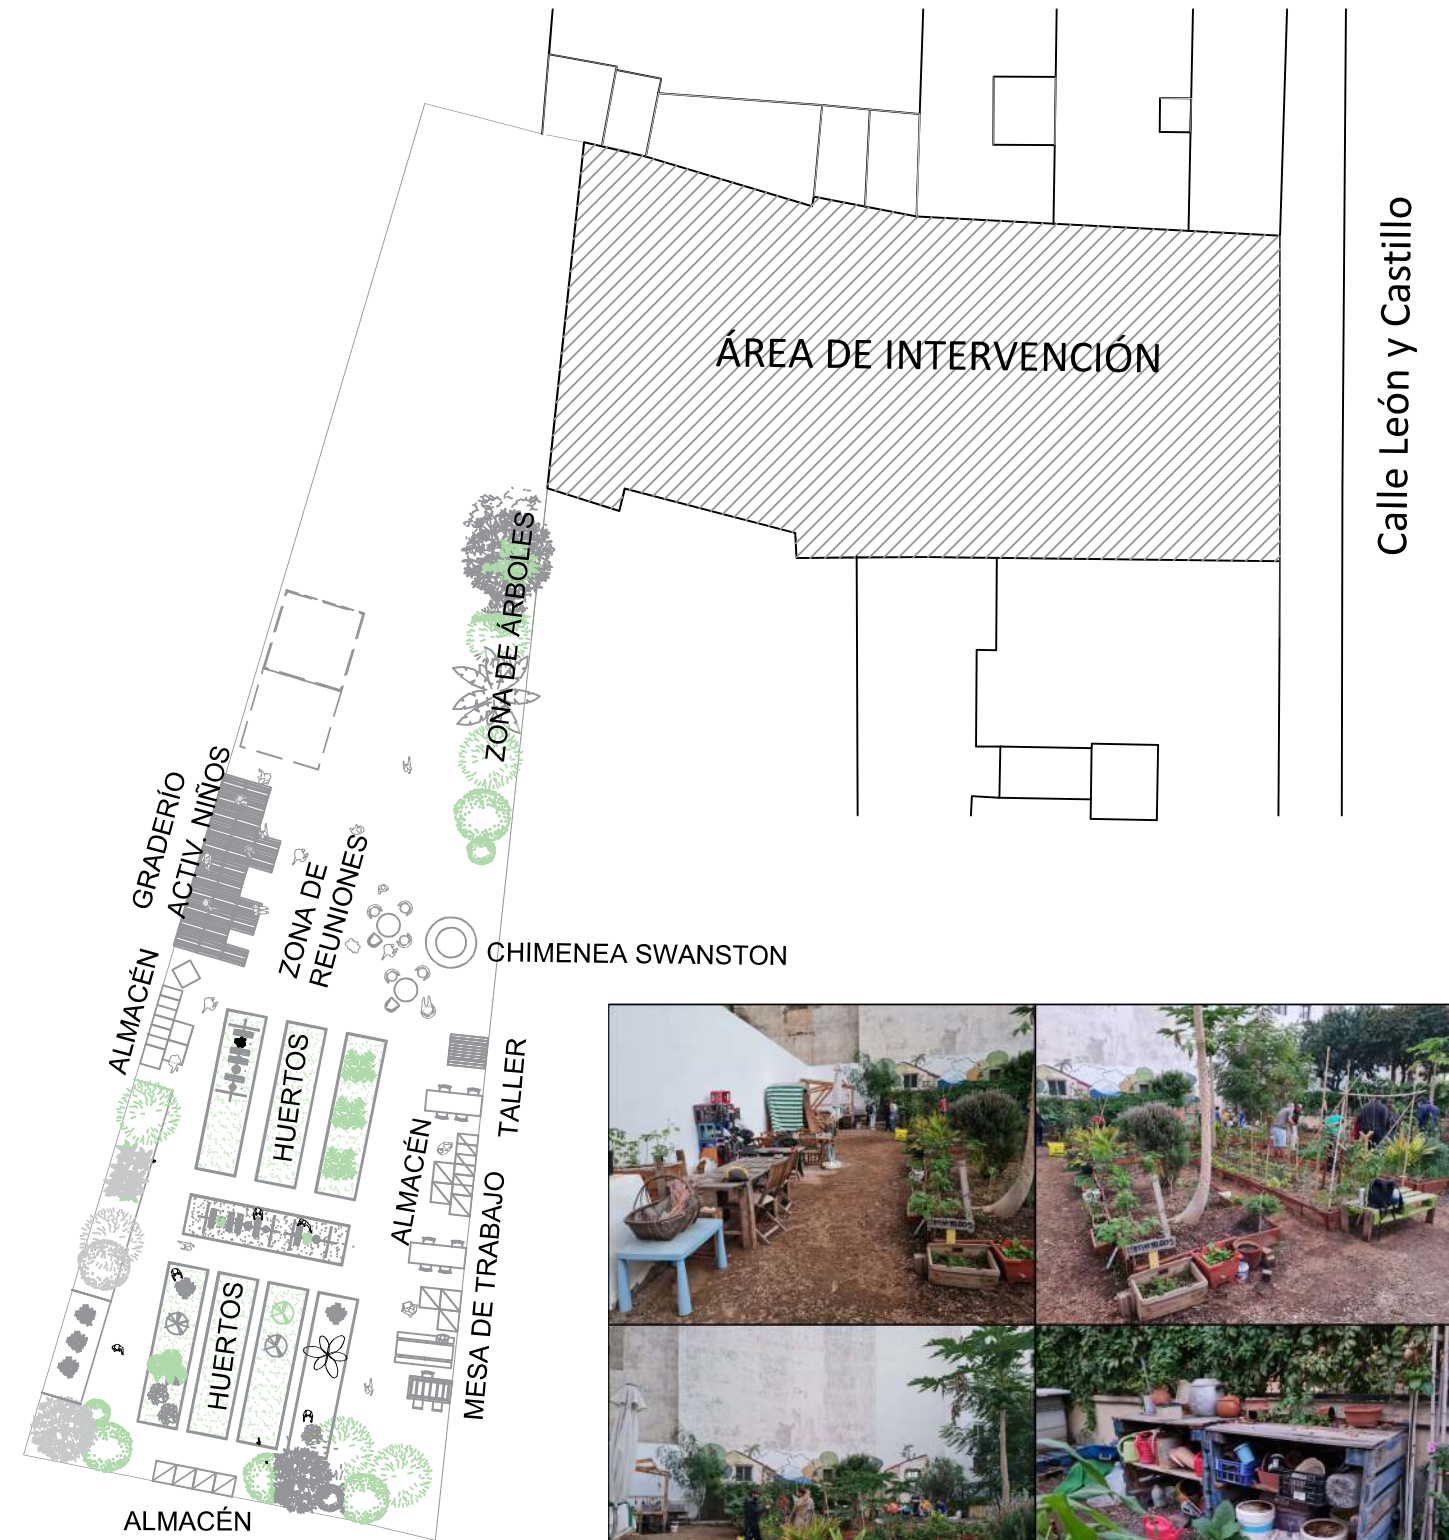 ÁREA DE INTERVENCIÓN
Calle León y Castillo
ZONA DE ÁRBOLES
GRADERÍO
ACTIV. NIÑOS
ZONA DE
REUNIONES
CHIMENEA SWANSTON
ALMACÉN
HUERTOS
TALLER
ALMACÉN
MESA DE TRABAJO
HUERTOS
ALMACÉN